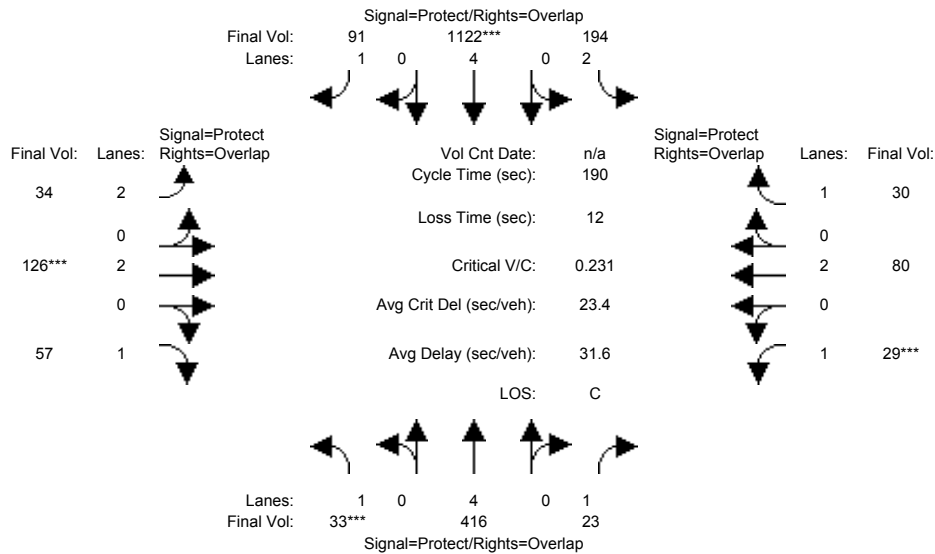 Signal=Protect/Rights=Overlap
Final Vol: 91 1122*** 194
Lanes: 1 0 4 0 2
Signal=Protect Signal=Protect
Final Vol: Lanes: Rights=Overlap Vol Cnt Date: n/a Rights=Overlap Lanes: Final Vol:
Cycle Time (sec): 190
34 2 1 30
Loss Time (sec): 12
0 0
126*** 2 Critical V/C: 0.231 2 80
0 Avg Crit Del (sec/veh): 23.4 0
57 1 Avg Delay (sec/veh): 31.6 1 29***
LOS: C
Lanes: 1 0 4 0 1
Final Vol: 33*** 416 23
Signal=Protect/Rights=Overlap